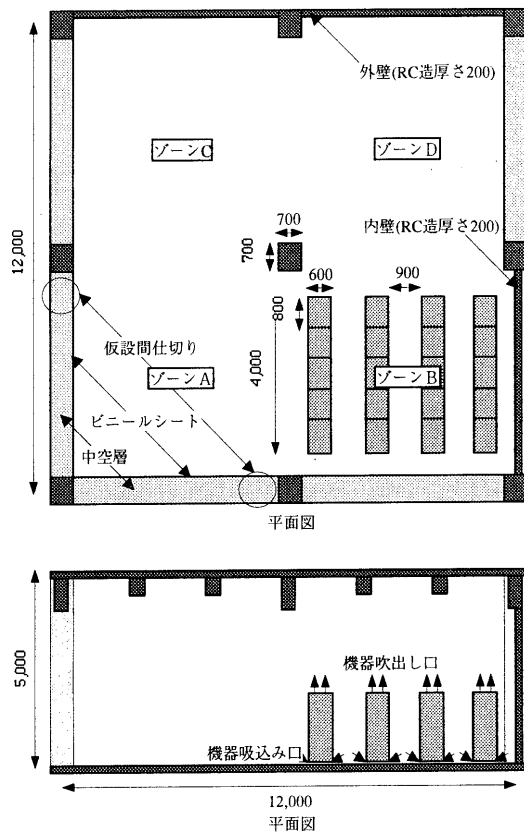 外壁(RC造厚さ200)
ゾーンC
ゾーンD
12,000
700
700
内壁(RC造厚さ200)
600
900
800
4,000
仮設間仕切り
ゾーンA
ゾーンB
ビニールシート
中空層
平面図
5,000
機器吹出し口
機器吸込み口
12,000
平面図